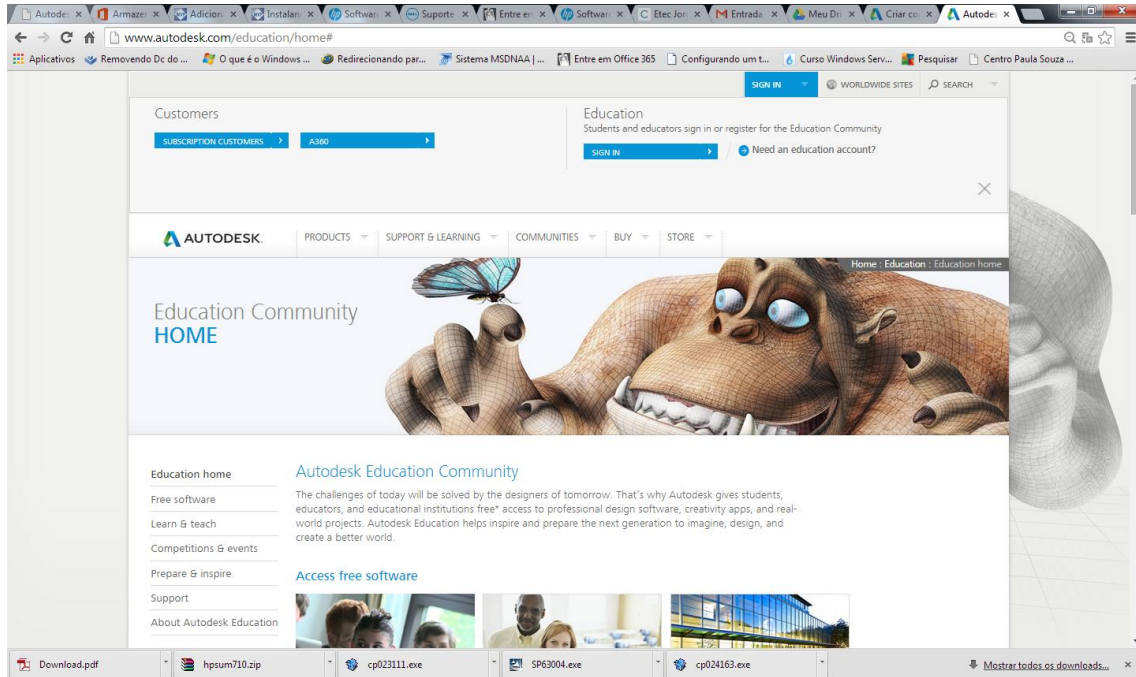 Autodes
Armazer
Adicion
Instalan
Softwar
Suporte
Entre en
Softwar
Etec Jor
Entrada
Meu Dri
Criar co
Autodes
www.autodesk.com/education/home#
Aplicativos
Removendo Dc do ...
O que é o Windows ...
Redirecionando par...
Sistema MSDNAA | ...
Entre em Office 365
Configurando um t...
Curso Windows Serv...
Pesquisar
Centro Paula Souza ...
SIGN IN
WORLDWIDE SITES
SEARCH
Customers
SUBSCRIPTION CUSTOMERS
A360
Education
Students and educators sign in or register for the Education Community
SIGN IN
Need an education account?
AUTODESK.
PRODUCTS
SUPPORT & LEARNING
COMMUNITIES
BUY
STORE
Home : Education : Education home
Education Community
HOME
Education home
Free software
Learn & teach
Competitions & events
Prepare & inspire
Support
About Autodesk Education
Autodesk Education Community
The challenges of today will be solved by the designers of tomorrow. That's why Autodesk gives students,
educators, and educational institutions free* access to professional design software, creativity apps, and real-
world projects. Autodesk Education helps inspire and prepare the next generation to imagine, design, and
create a better world.
Access free software
Download.pdf
hpsum710.zip
cp023111.exe
SP63004.exe
cp024163.exe
Mostrar todos os downloads...